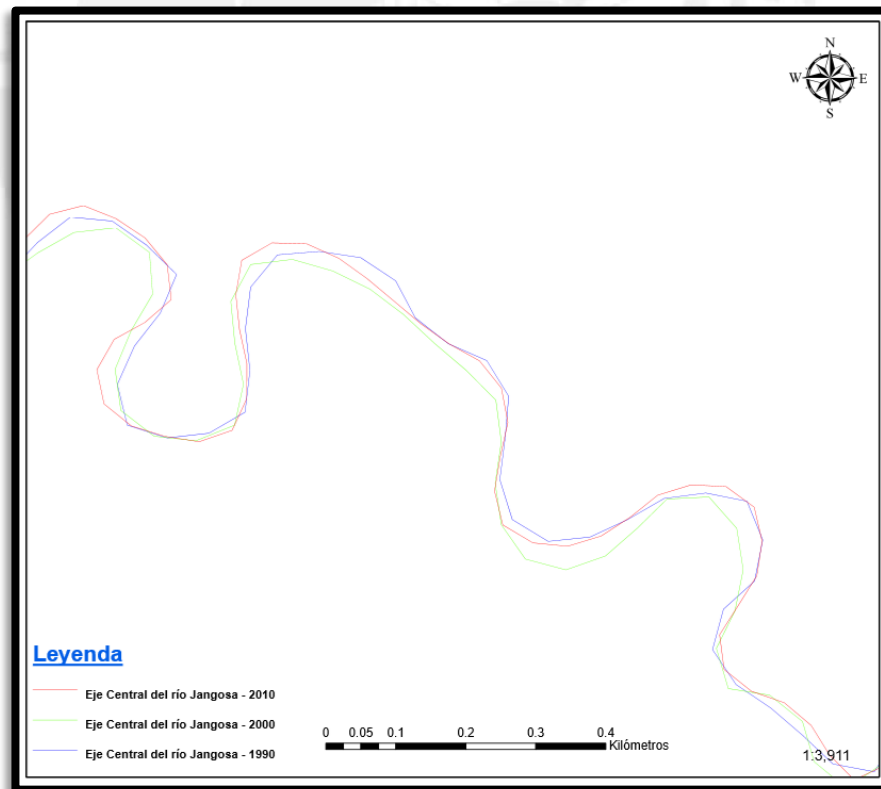 N
W E
S
Leyenda
Eje Central del río Jangosa - 2010
Eje Central del río Jangosa - 2000
Eje Central del río Jangosa - 1990
0 0.05 0.1 0.2 0.3 0.4
Kilómetros
1:3,911